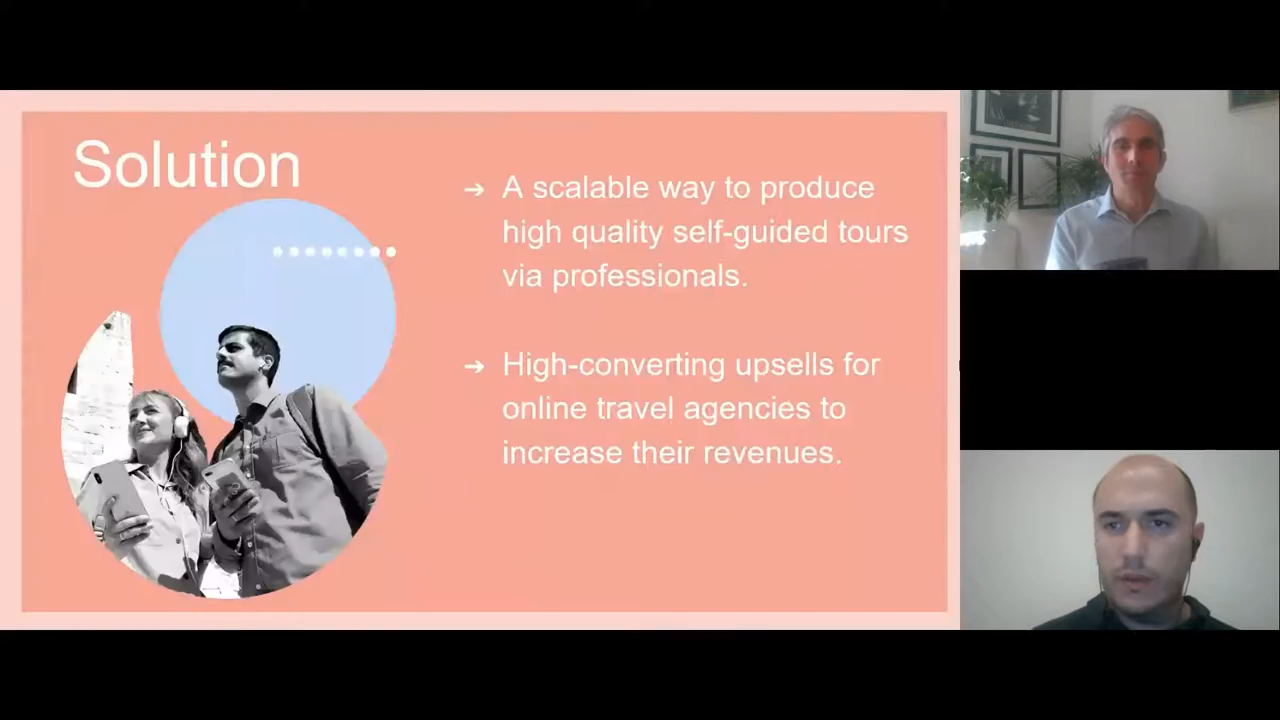 Solution
➔ A scalable way to produce
high quality self-guided tours
via professionals.
➔ High-converting upsells for
online travel agencies to
increase their revenues.